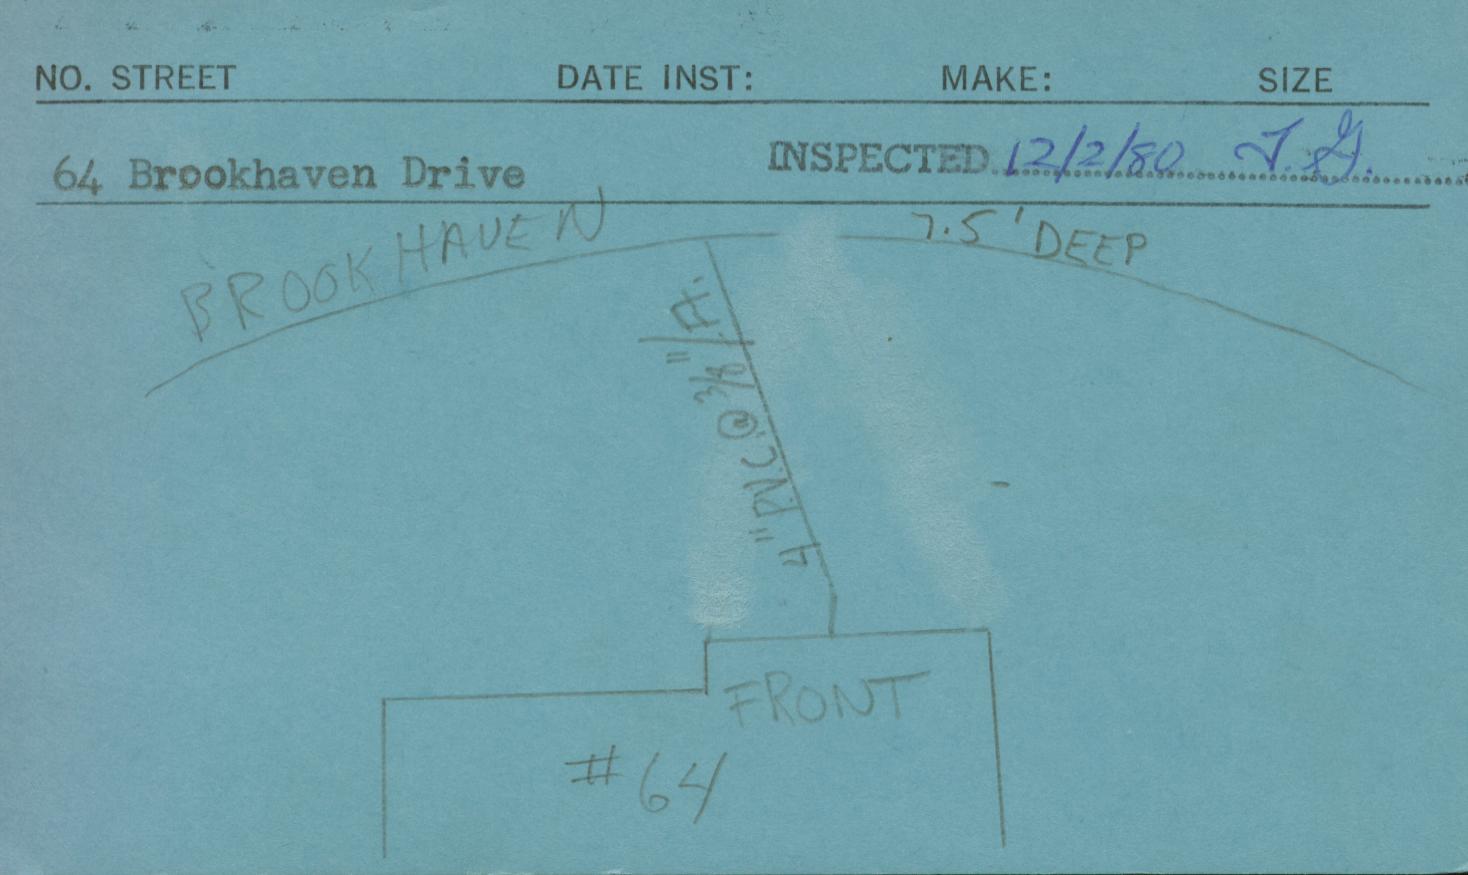 NO. STREET DATE INST: MAKE: SIZE
64 Brookhaven Drive INSPECTED 12/2/80 J.G.
BROOKHAVEN 7.5' DEEP
4" P.V.C. @ 3/8"/ft.
FRONT
#64